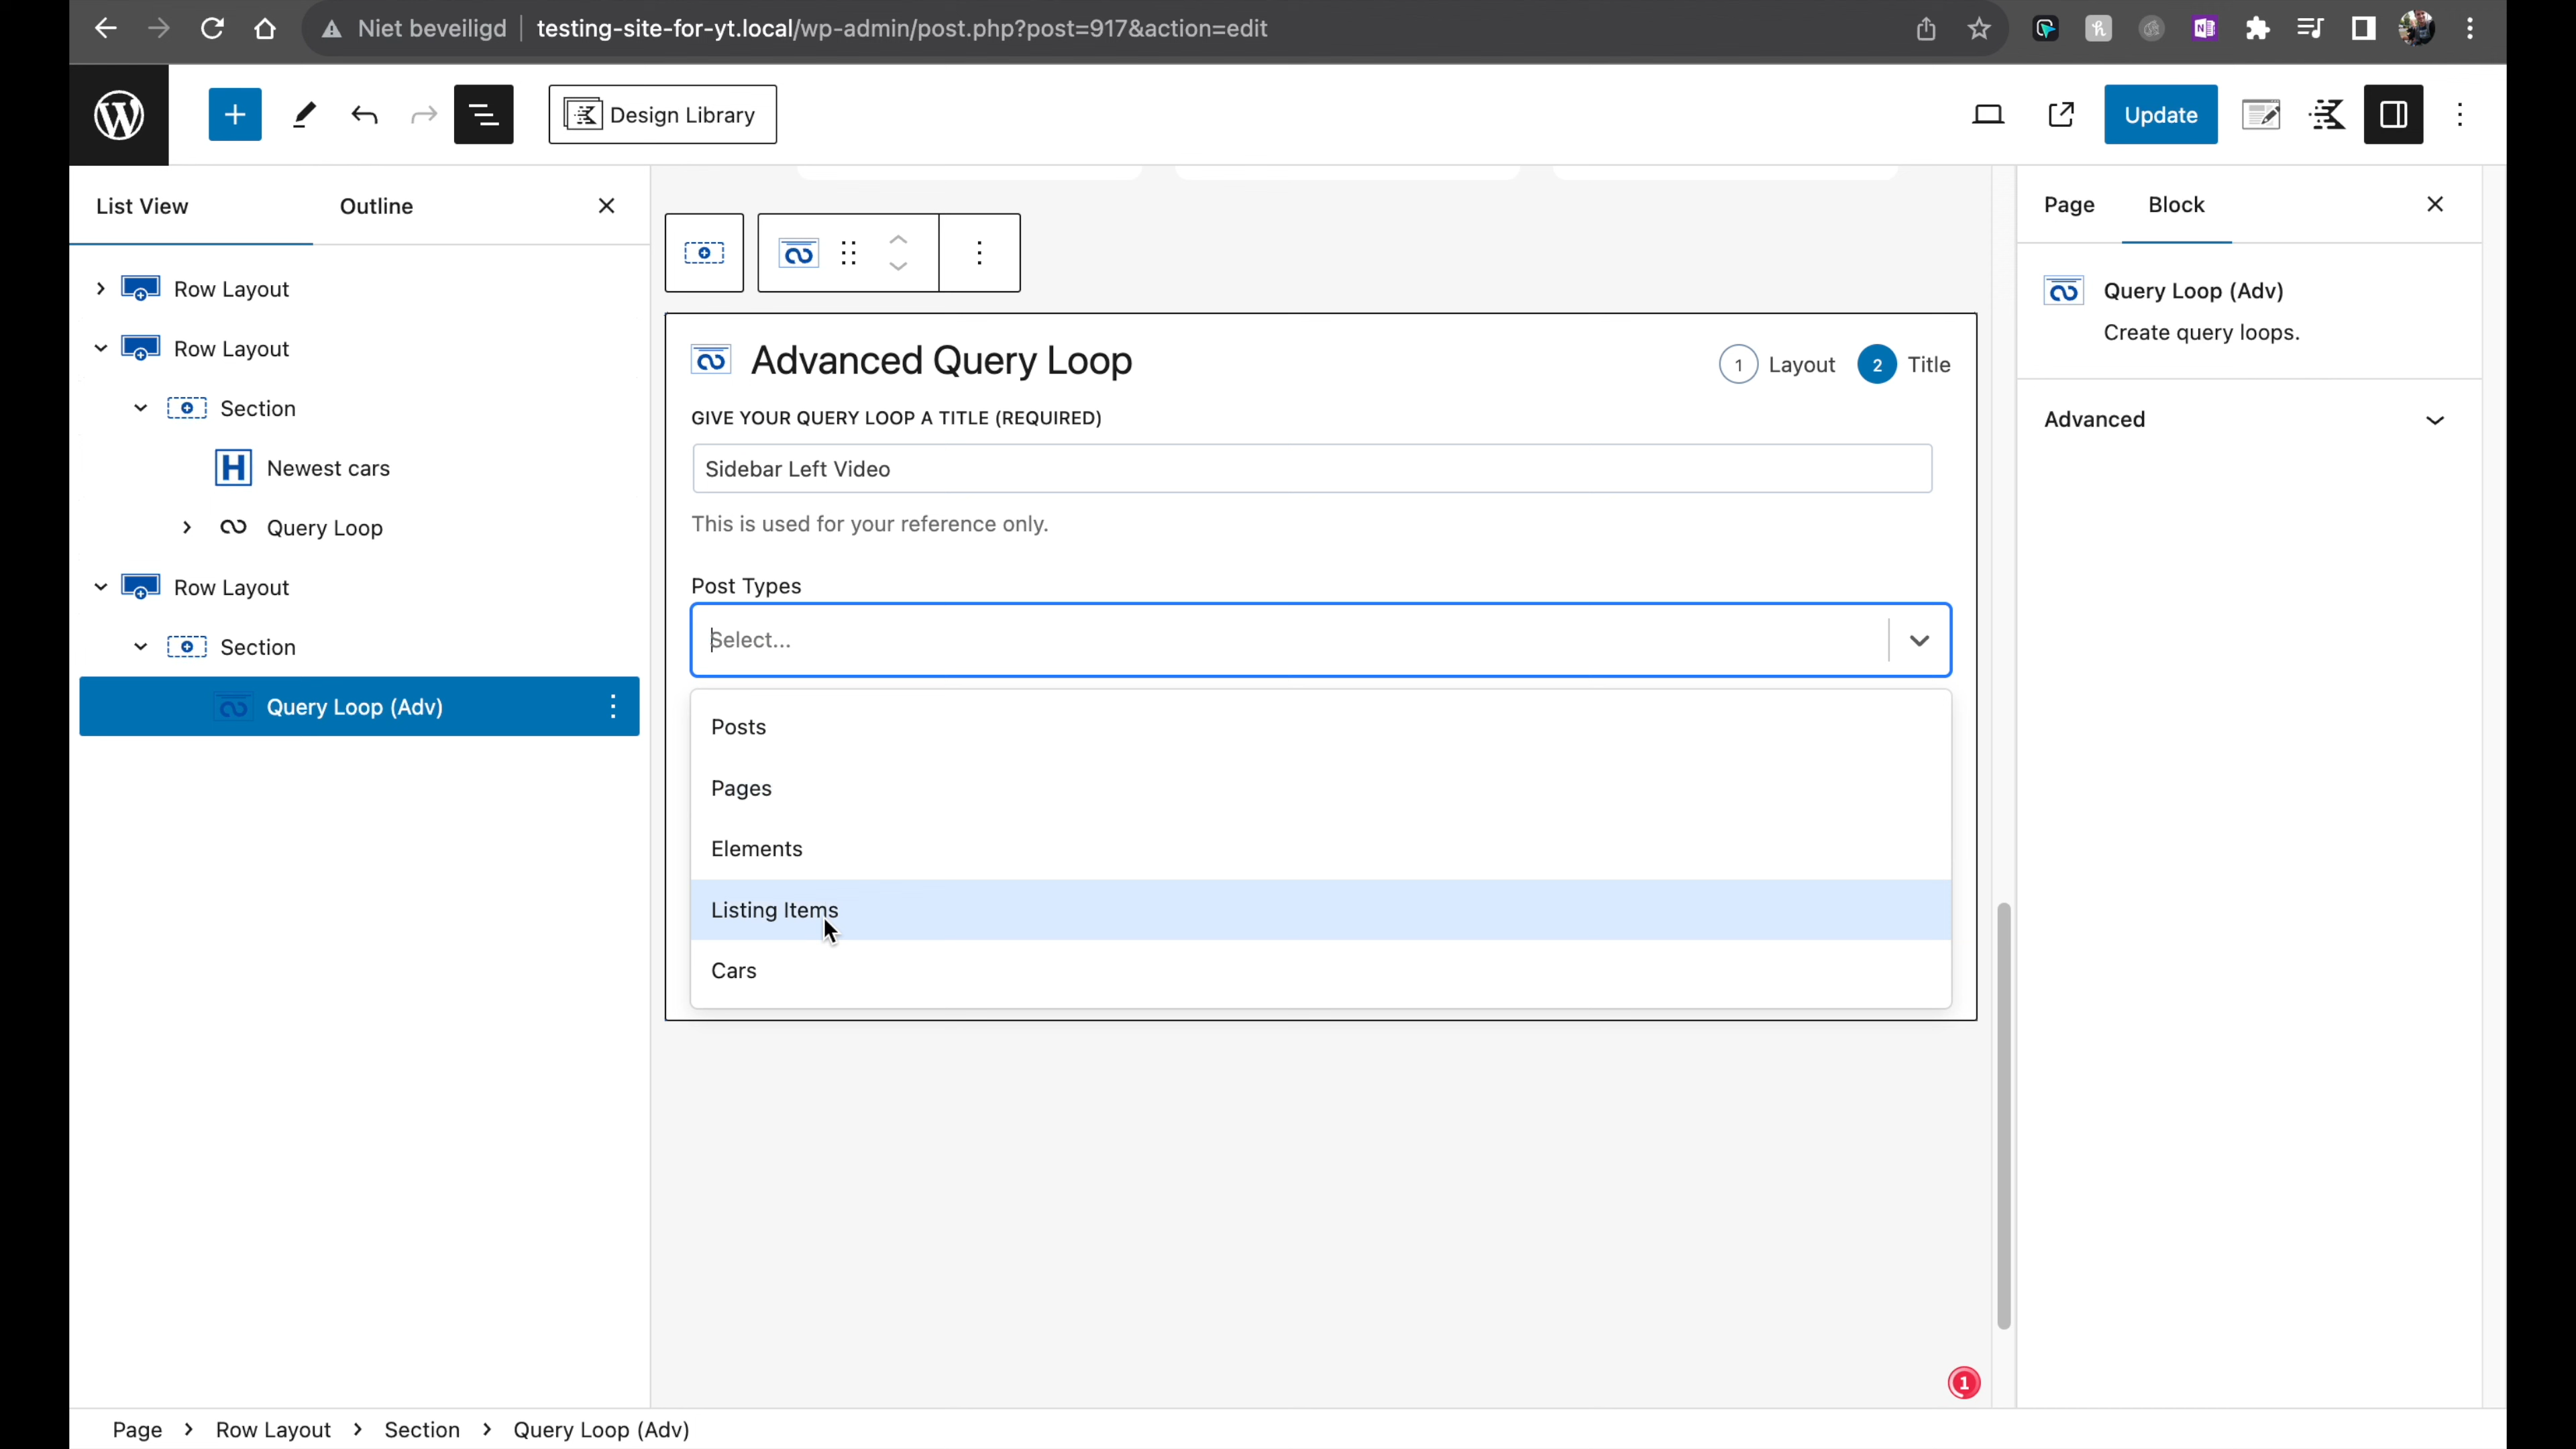 Niet beveiligd testing-site-for-yt.local/wp-admin/post.php?post=917&action=edit
Design Library
Update
List View
Outline
Row Layout
Row Layout
Section
Newest cars
Query Loop
Row Layout
Section
Query Loop (Adv)
Advanced Query Loop
1 Layout 2 Title
GIVE YOUR QUERY LOOP A TITLE (REQUIRED)
Sidebar Left Video
This is used for your reference only.
Post Types
Select...
Posts
Pages
Elements
Listing Items
Cars
1
Page Block
Query Loop (Adv)
Create query loops.
Advanced
Page > Row Layout > Section > Query Loop (Adv)